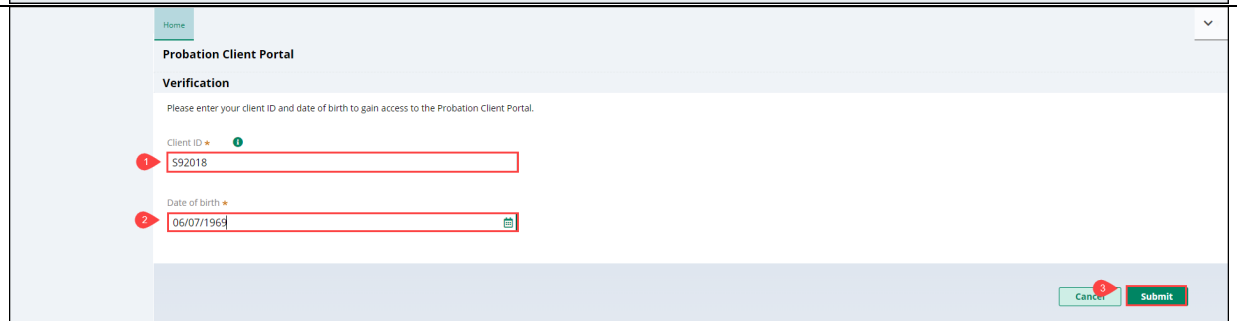 Home
Probation Client Portal
Verification
Please enter your client ID and date of birth to gain access to the Probation Client Portal.
Client ID ★ i
1 S92018
Date of birth ★
2 06/07/1969
Cancel 3 Submit